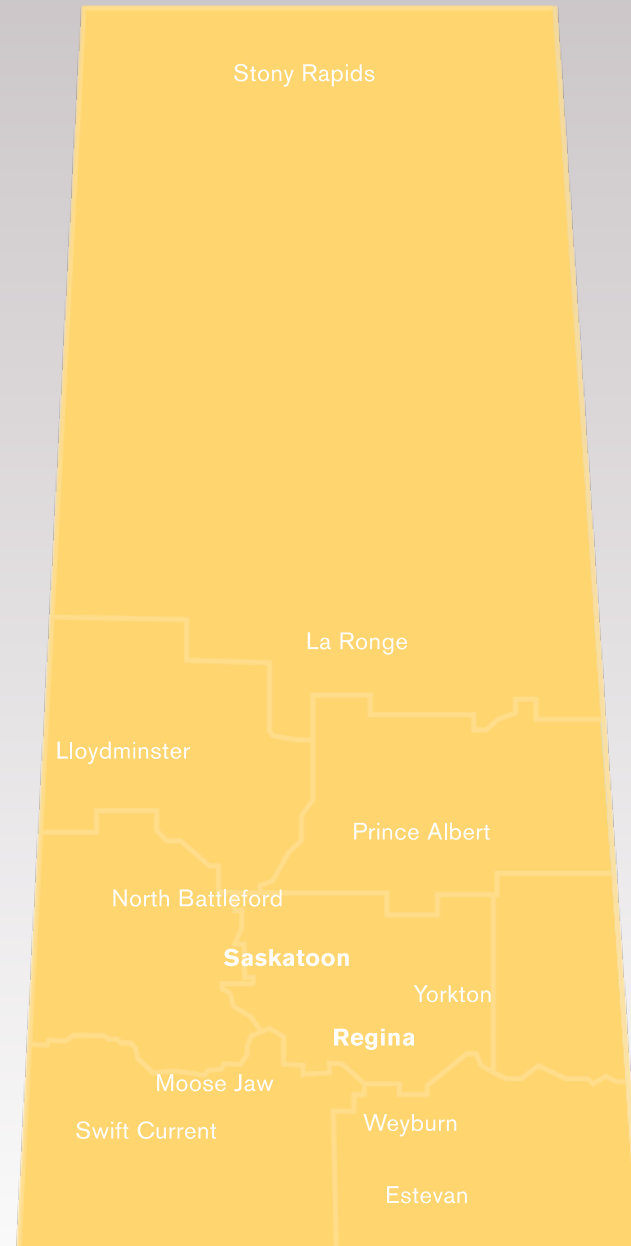 Stony Rapids
La Ronge
Lloydminster
Prince Albert
North Battleford
Saskatoon
Yorkton
Regina
Moose Jaw
Weyburn
Swift Current
Estevan